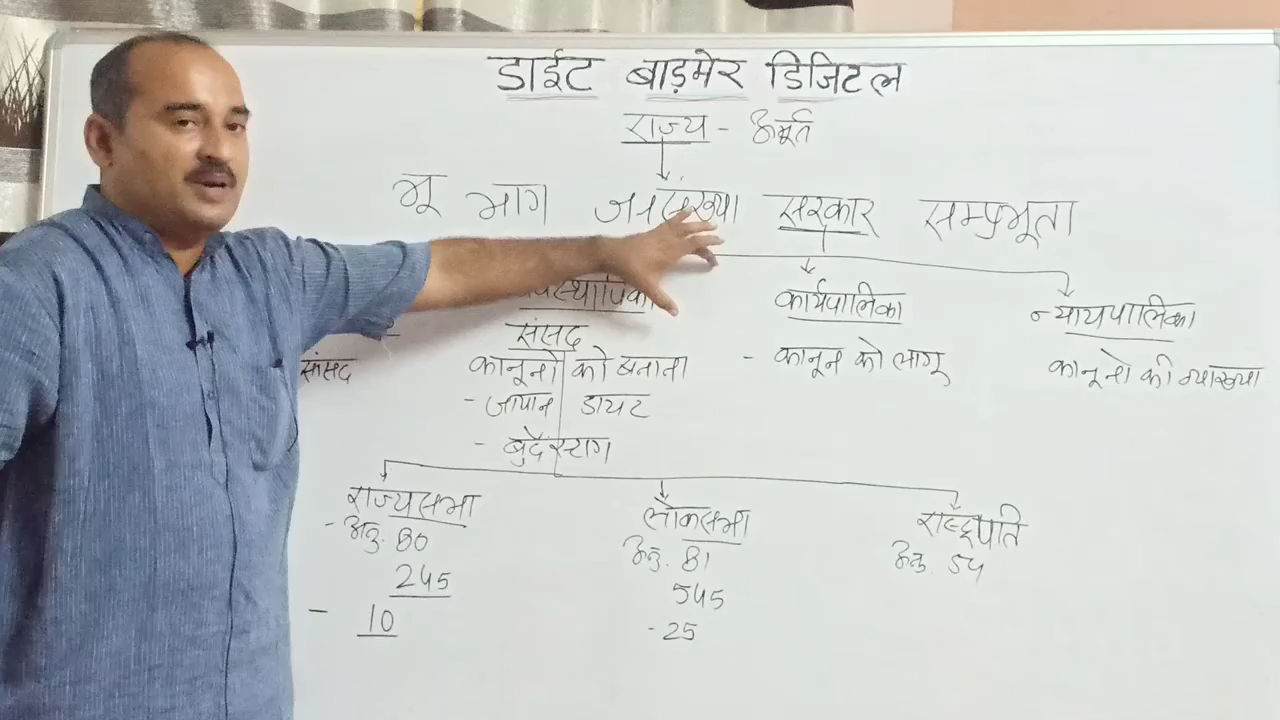 डाईट बाड़मेर डिजिटल
राज्य - अमूर्त
भू भाग जनसंख्या सरकार सम्प्रभूता
कार्यपालिका
न्यायपालिका
संसद
संसद
कानूनों को बनाना
- कानून को लागू
कानूनो की व्याख्या
- जापान डायट
- बुदेंस्टाग
राज्यसभा
लोकसभा
राष्ट्रपति
- अनु. 80
अनु. 81
अनु. 54
245
545
- 10
- 25